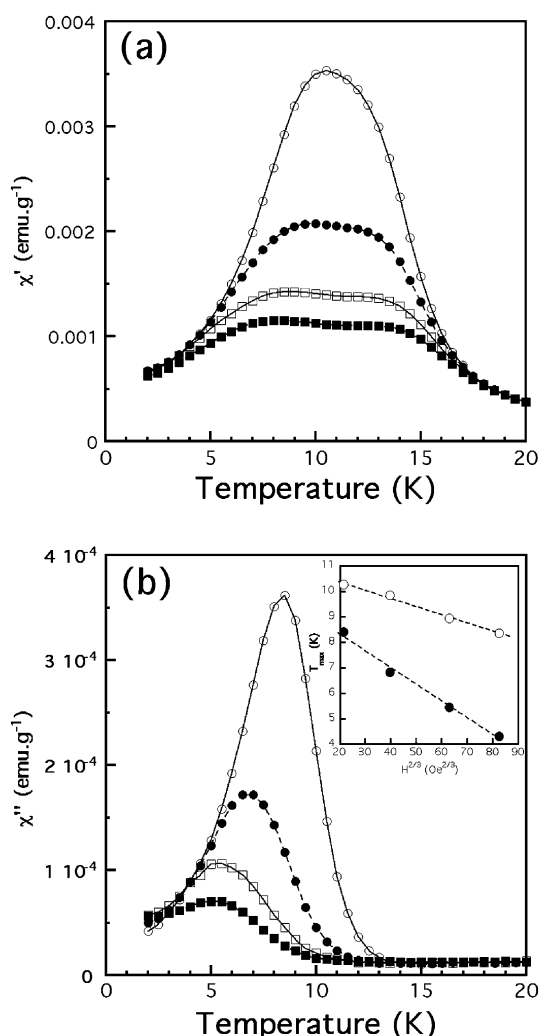 (a)
0.004
0.003
0.002
0.001
0
χ' (emu.g-1)
0 5 10 15 20
Temperature (K)
(b)
4 10-4
3 10-4
2 10-4
1 10-4
0
χ" (emu.g-1)
11
10
9
8
7
6
5
4
Tmax (K)
20 30 40 50 60 70 80 90
H2/3 (Oe2/3)
0 5 10 15 20
Temperature (K)